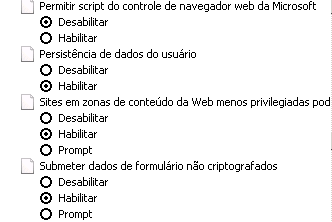 Permitir script do controle de navegador web da Microsoft
Desabilitar
Habilitar
Persistência de dados do usuário
Desabilitar
Habilitar
Sites em zonas de conteúdo da Web menos privilegiadas pod
Desabilitar
Habilitar
Prompt
Submeter dados de formulário não criptografados
Desabilitar
Habilitar
Prompt